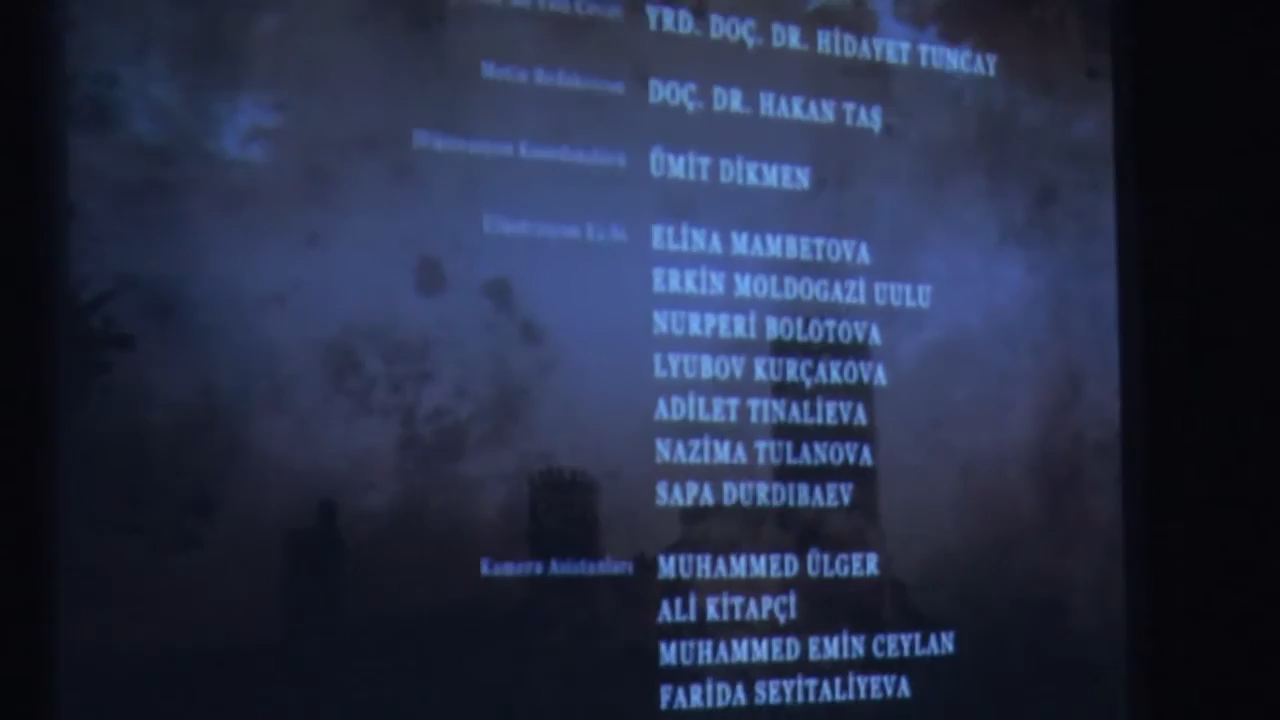 YRD. DOÇ. DR. HİDAYET TUNCAY
DOÇ. DR. HAKAN TAŞ
ÜMİT DİKMEN
ELİNA MAMBETOVA
ERKİN MOLDOGAZİ UULU
NURPERİ BOLOTOVA
LYUBOV KURÇAKOVA
ADİLET TINALİEVA
NAZİMA TULANOVA
SAPA DURDIBAEV
Kamera Asistanları MUHAMMED ÜLGER
ALİ KİTAPÇİ
MUHAMMED EMİN CEYLAN
FARİDA SEYİTALİYEVA